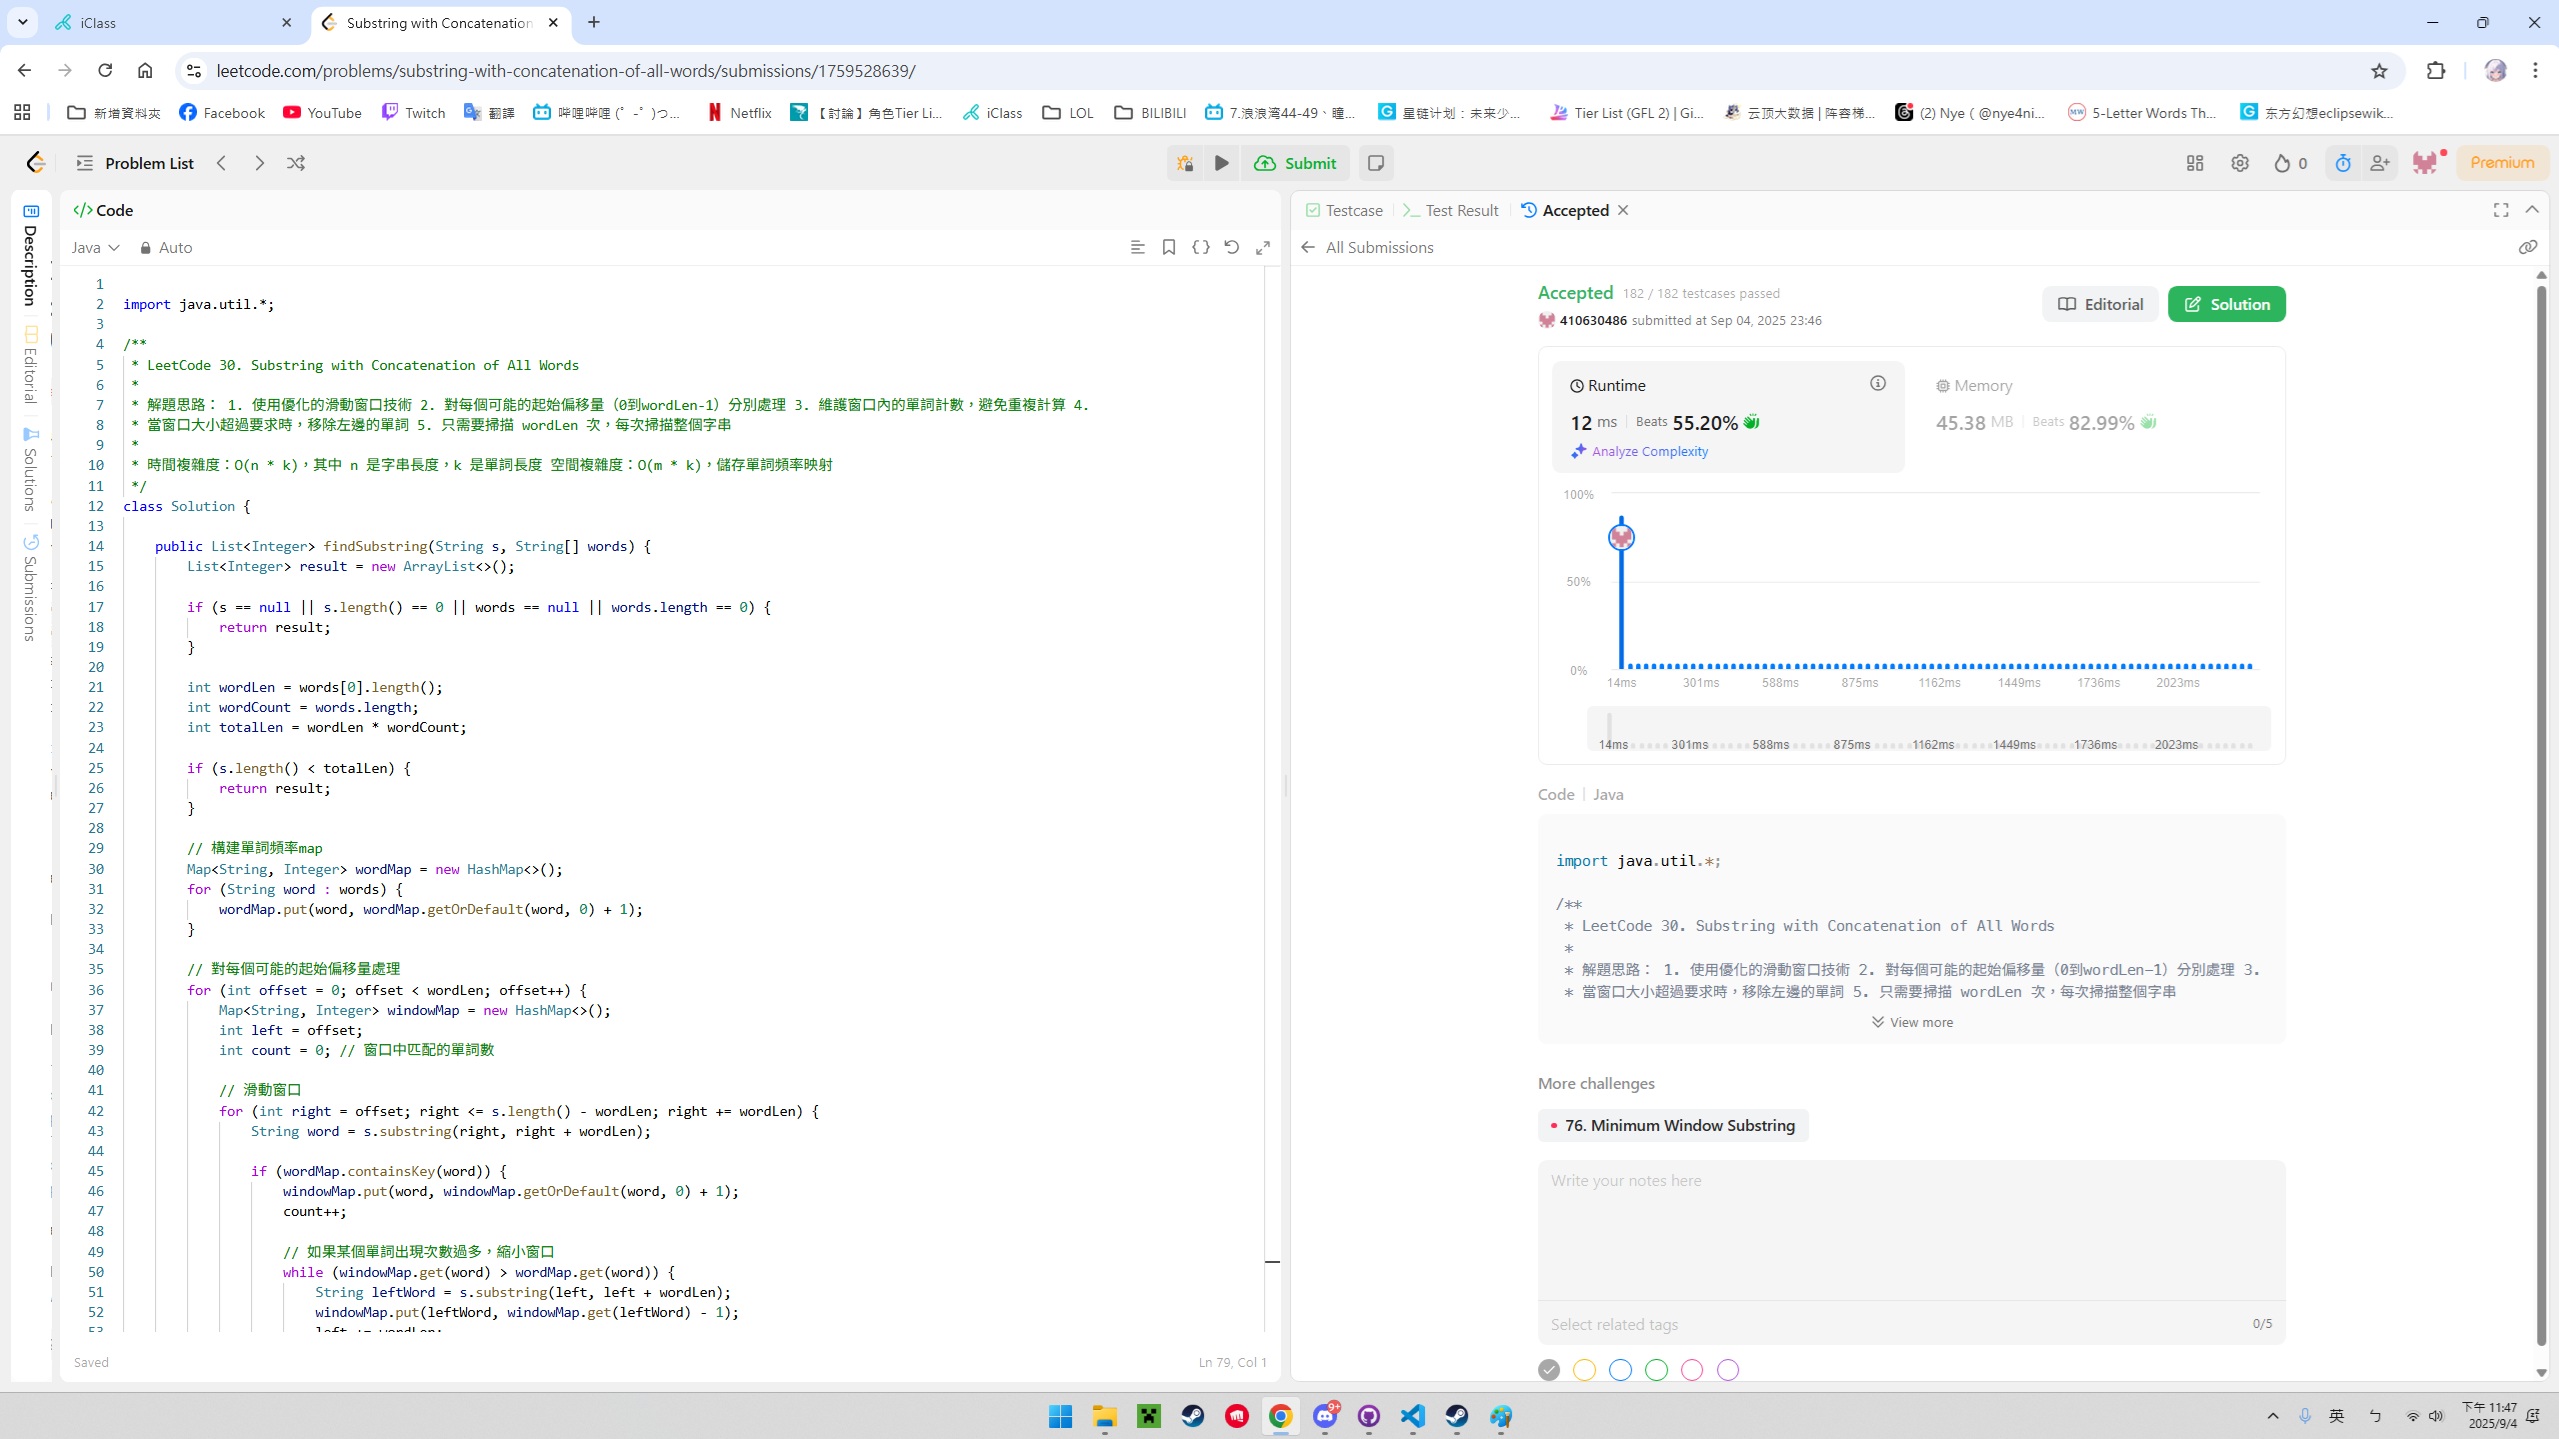 iClass
Substring with Concatenation
leetcode.com/problems/substring-with-concatenation-of-all-words/submissions/1759528639/
新增資料夾
Facebook
YouTube
Twitch
翻譯
哔哩哔哩 (゜-゜)つ...
Netflix
【討論】角色Tier Li...
iClass
LOL
BILIBILI
7.浪浪湾44-49、瞳...
星链计划：未来少...
Tier List (GFL 2) | Gi...
云顶大数据 | 阵容梯...
(2) Nye ( @nye4ni...
5-Letter Words Th...
东方幻想eclipsewik...
Problem List
Submit
0
Premium
Description
Editorial
Solutions
Submissions
</> Code
Java
Auto
1
2 import java.util.*;
3
4 /**
5 * LeetCode 30. Substring with Concatenation of All Words
6 *
7 * 解題思路： 1. 使用優化的滑動窗口技術 2. 對每個可能的起始偏移量（0到wordLen-1）分別處理 3. 維護窗口內的單詞計數，避免重複計算 4.
8 * 當窗口大小超過要求時，移除左邊的單詞 5. 只需要掃描 wordLen 次，每次掃描整個字串
9 *
10 * 時間複雜度：O(n * k)，其中 n 是字串長度，k 是單詞長度 空間複雜度：O(m * k)，儲存單詞頻率映射
11 */
12 class Solution {
13
14 public List<Integer> findSubstring(String s, String[] words) {
15 List<Integer> result = new ArrayList<>();
16
17 if (s == null || s.length() == 0 || words == null || words.length == 0) {
18 return result;
19 }
20
21 int wordLen = words[0].length();
22 int wordCount = words.length;
23 int totalLen = wordLen * wordCount;
24
25 if (s.length() < totalLen) {
26 return result;
27 }
28
29 // 構建單詞頻率map
30 Map<String, Integer> wordMap = new HashMap<>();
31 for (String word : words) {
32 wordMap.put(word, wordMap.getOrDefault(word, 0) + 1);
33 }
34
35 // 對每個可能的起始偏移量處理
36 for (int offset = 0; offset < wordLen; offset++) {
37 Map<String, Integer> windowMap = new HashMap<>();
38 int left = offset;
39 int count = 0; // 窗口中匹配的單詞數
40
41 // 滑動窗口
42 for (int right = offset; right <= s.length() - wordLen; right += wordLen) {
43 String word = s.substring(right, right + wordLen);
44
45 if (wordMap.containsKey(word)) {
46 windowMap.put(word, windowMap.getOrDefault(word, 0) + 1);
47 count++;
48
49 // 如果某個單詞出現次數過多，縮小窗口
50 while (windowMap.get(word) > wordMap.get(word)) {
51 String leftWord = s.substring(left, left + wordLen);
52 windowMap.put(leftWord, windowMap.get(leftWord) - 1);
53 left += wordLen;
Saved
Ln 79, Col 1
Testcase
Test Result
Accepted
All Submissions
Accepted 182 / 182 testcases passed
410630486 submitted at Sep 04, 2025 23:46
Editorial
Solution
Runtime
12 ms | Beats 55.20%
Analyze Complexity
Memory
45.38 MB | Beats 82.99%
100%
50%
0%
14ms 301ms 588ms 875ms 1162ms 1449ms 1736ms 2023ms
14ms 301ms 588ms 875ms 1162ms 1449ms 1736ms 2023ms
Code | Java
import java.util.*;
/**
* LeetCode 30. Substring with Concatenation of All Words
*
* 解題思路： 1. 使用優化的滑動窗口技術 2. 對每個可能的起始偏移量（0到wordLen-1）分別處理 3.
* 當窗口大小超過要求時，移除左邊的單詞 5. 只需要掃描 wordLen 次，每次掃描整個字串
View more
More challenges
76. Minimum Window Substring
Write your notes here
Select related tags
0/5
9+
英
ㄅ
下午 11:47
2025/9/4